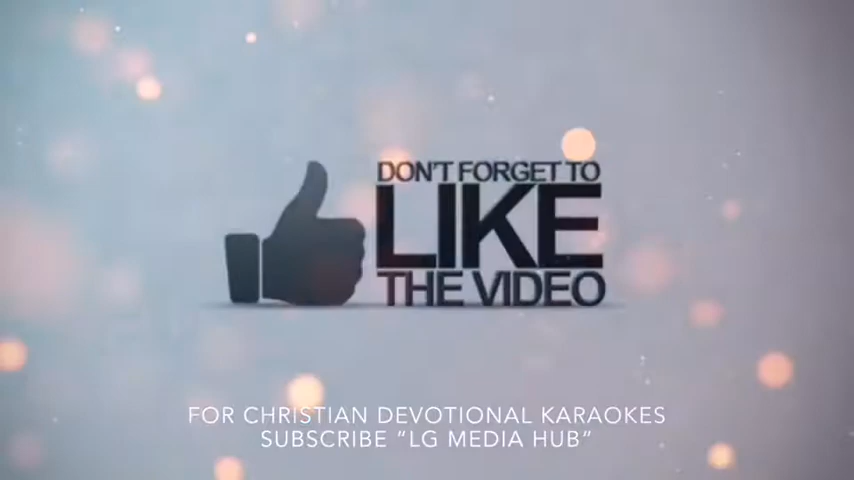 DON'T FORGET TO
LIKE
THE VIDEO
FOR CHRISTIAN DEVOTIONAL KARAOKES
SUBSCRIBE “LG MEDIA HUB”